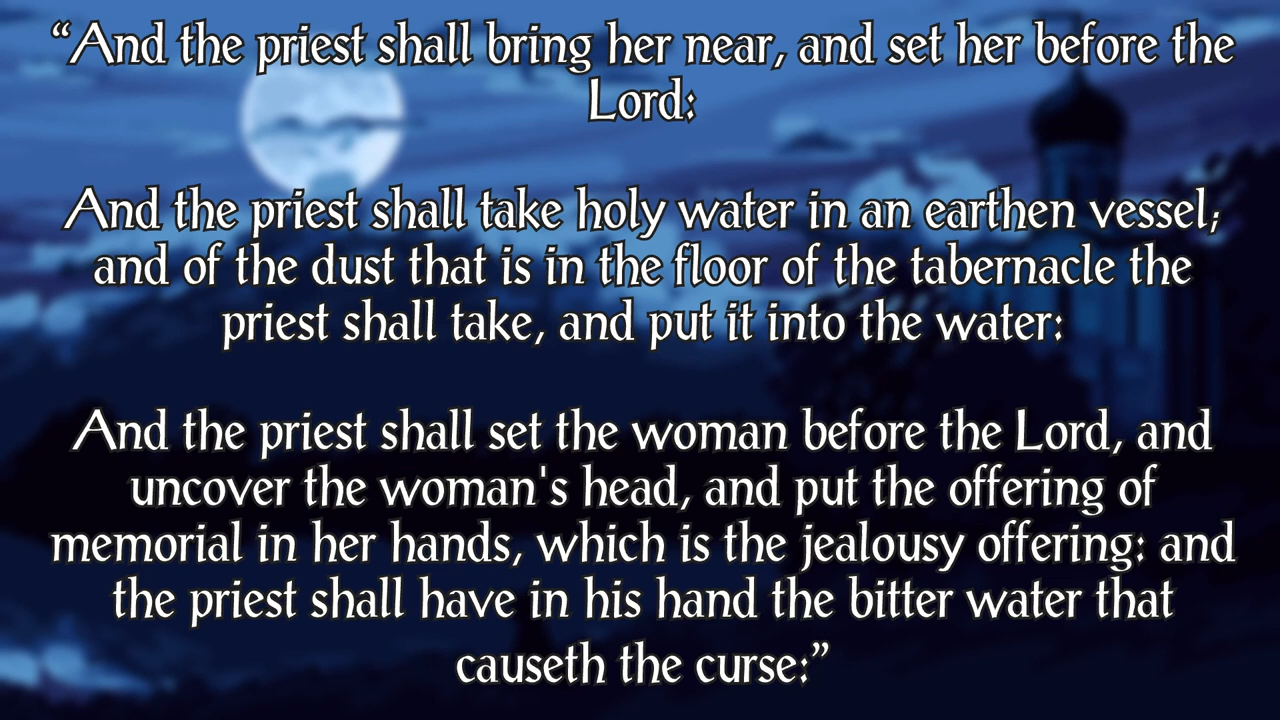 “And the priest shall bring her near, and set her before the
Lord:
And the priest shall take holy water in an earthen vessel;
and of the dust that is in the floor of the tabernacle the
priest shall take, and put it into the water:
And the priest shall set the woman before the Lord, and
uncover the woman's head, and put the offering of
memorial in her hands, which is the jealousy offering: and
the priest shall have in his hand the bitter water that
causeth the curse:”